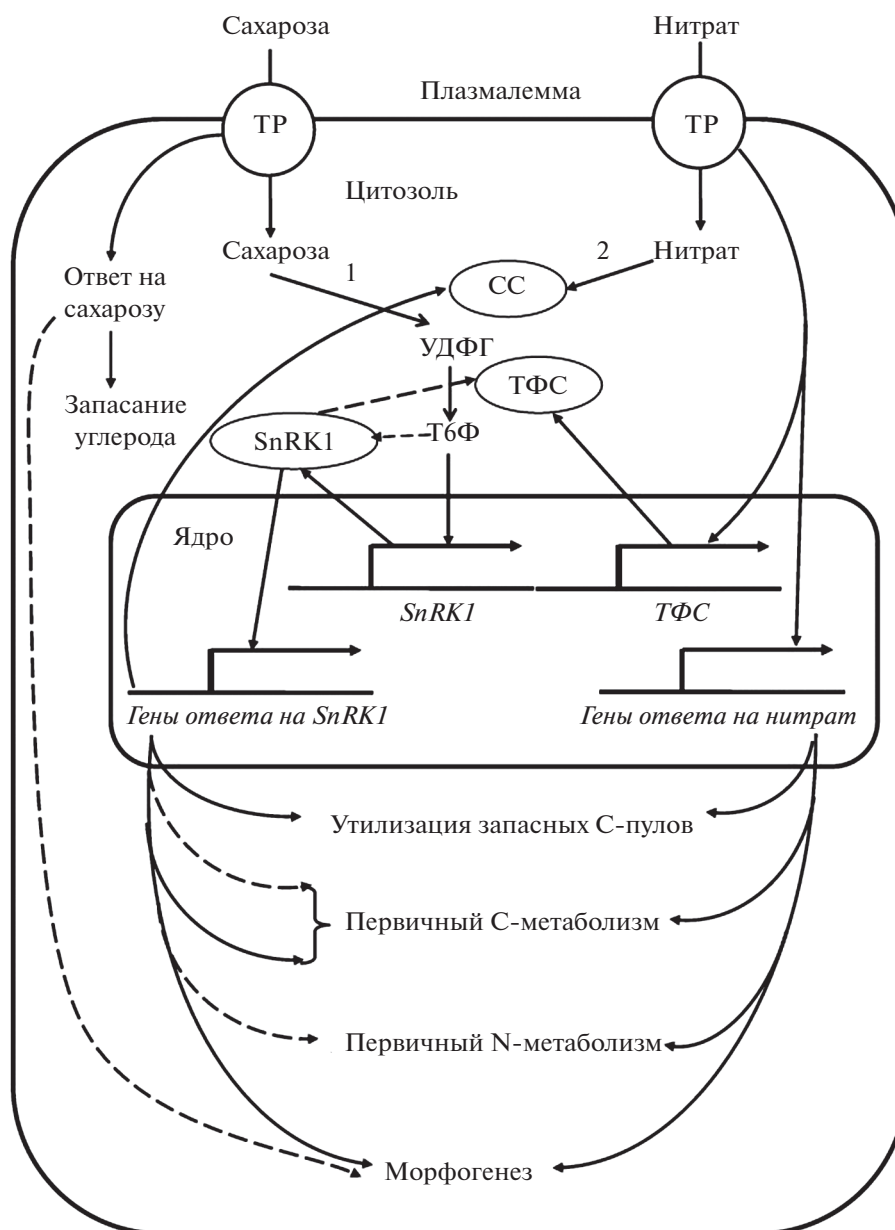 Сахароза
Нитрат
Плазмалемма
ТР
ТР
Цитозоль
Сахароза
1
2
Нитрат
Ответ на
сахарозу
СС
УДФГ
ТФС
Запасание
углерода
SnRK1
Т6Ф
Ядро
SnRK1
ТФС
Гены ответа на SnRK1
Гены ответа на нитрат
Утилизация запасных С-пулов
Первичный С-метаболизм
Первичный N-метаболизм
Морфогенез